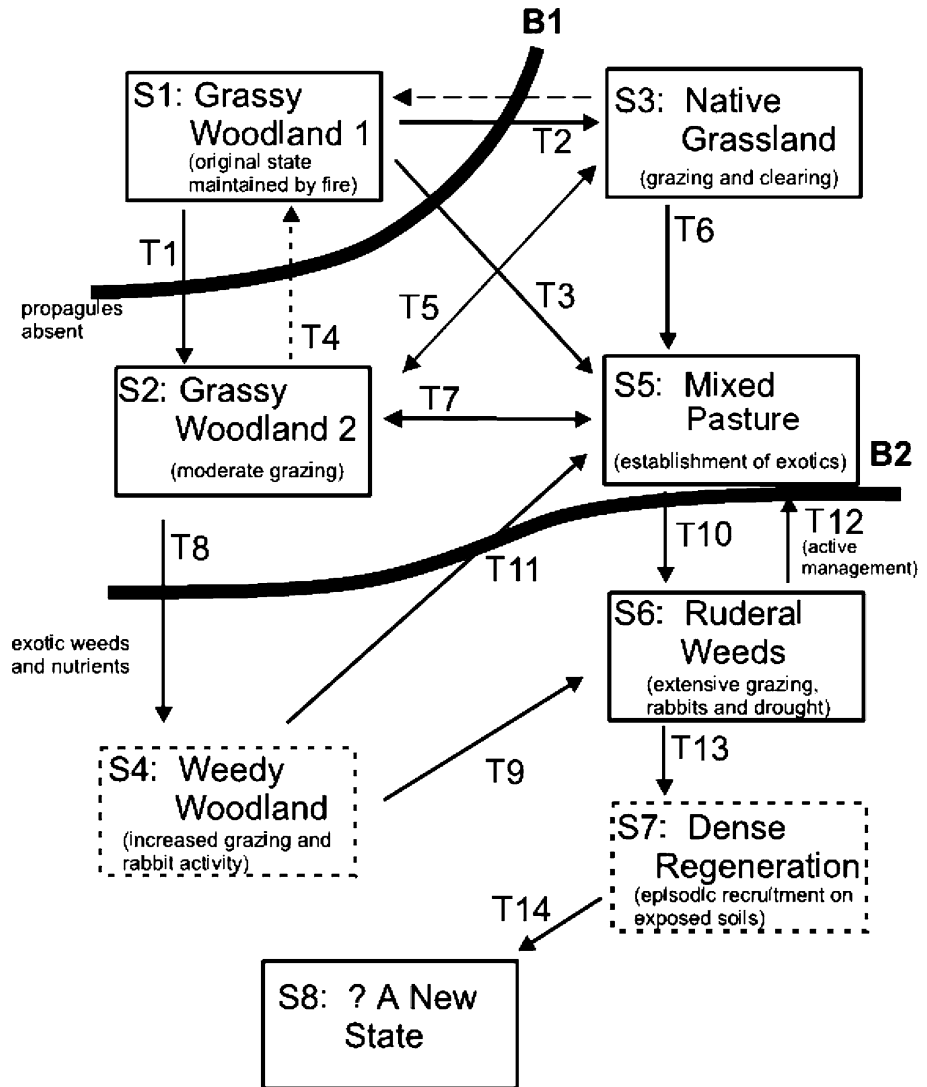 B1
S1: Grassy
Woodland 1
(original state
maintained by fire)
S3: Native
Grassland
(grazing and clearing)
T2
T1
T6
propagules
absent
T4
T5
T3
S2: Grassy
Woodland 2
(moderate grazing)
T7
S5: Mixed
Pasture
(establishment of exotics)
B2
T8
T11
T10
T12
(active
management)
exotic weeds
and nutrients
S6: Ruderal
Weeds
(extensive grazing,
rabbits and drought)
S4: Weedy
Woodland
(increased grazing and
rabbit activity)
T9
T13
S7: Dense
Regeneration
(episodic recruitment on
exposed soils)
T14
S8: ? A New
State